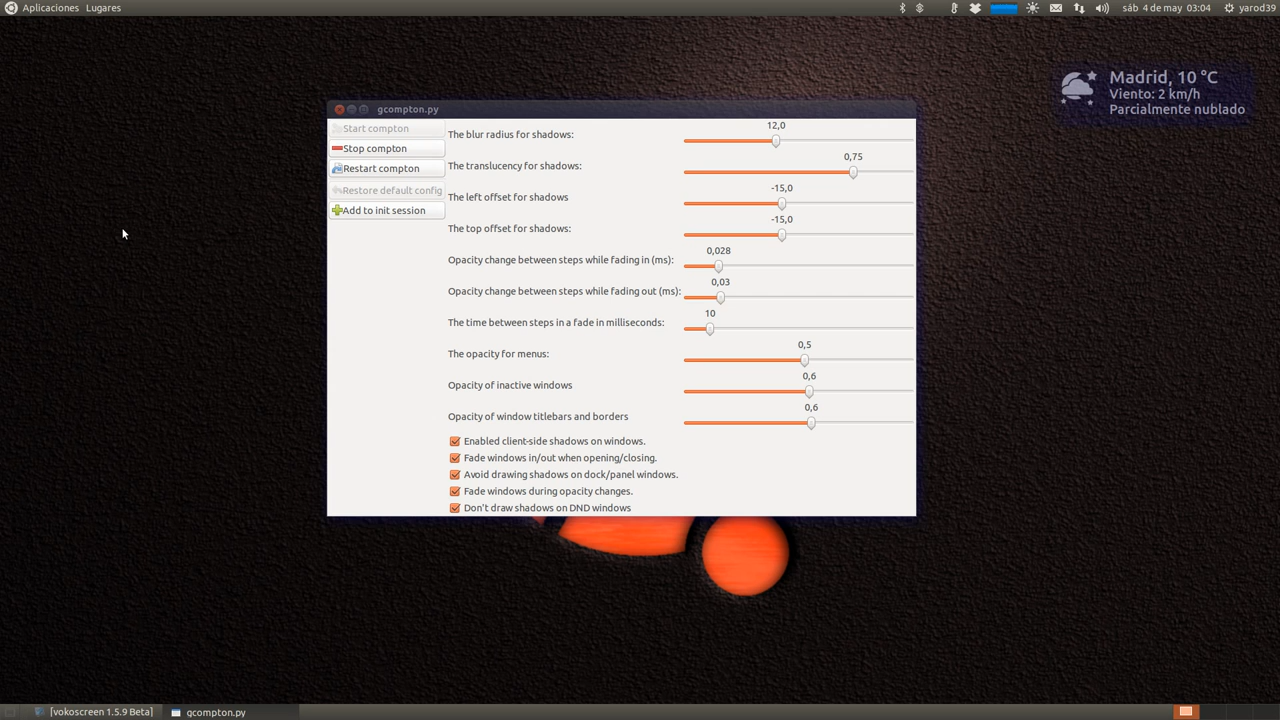 Aplicaciones Lugares
sáb 4 de may 03:04 yarod39
Madrid, 10 °C
Viento: 2 km/h
Parcialmente nublado
gcompton.py
Start compton
Stop compton
Restart compton
Restore default config
Add to init session
The blur radius for shadows: 12,0
The translucency for shadows: 0,75
The left offset for shadows -15,0
The top offset for shadows: -15,0
Opacity change between steps while fading in (ms): 0,028
Opacity change between steps while fading out (ms): 0,03
The time between steps in a fade in milliseconds: 10
The opacity for menus: 0,5
Opacity of inactive windows 0,6
Opacity of window titlebars and borders 0,6
Enabled client-side shadows on windows.
Fade windows in/out when opening/closing.
Avoid drawing shadows on dock/panel windows.
Fade windows during opacity changes.
Don't draw shadows on DND windows
[vokoscreen 1.5.9 Beta] gcompton.py